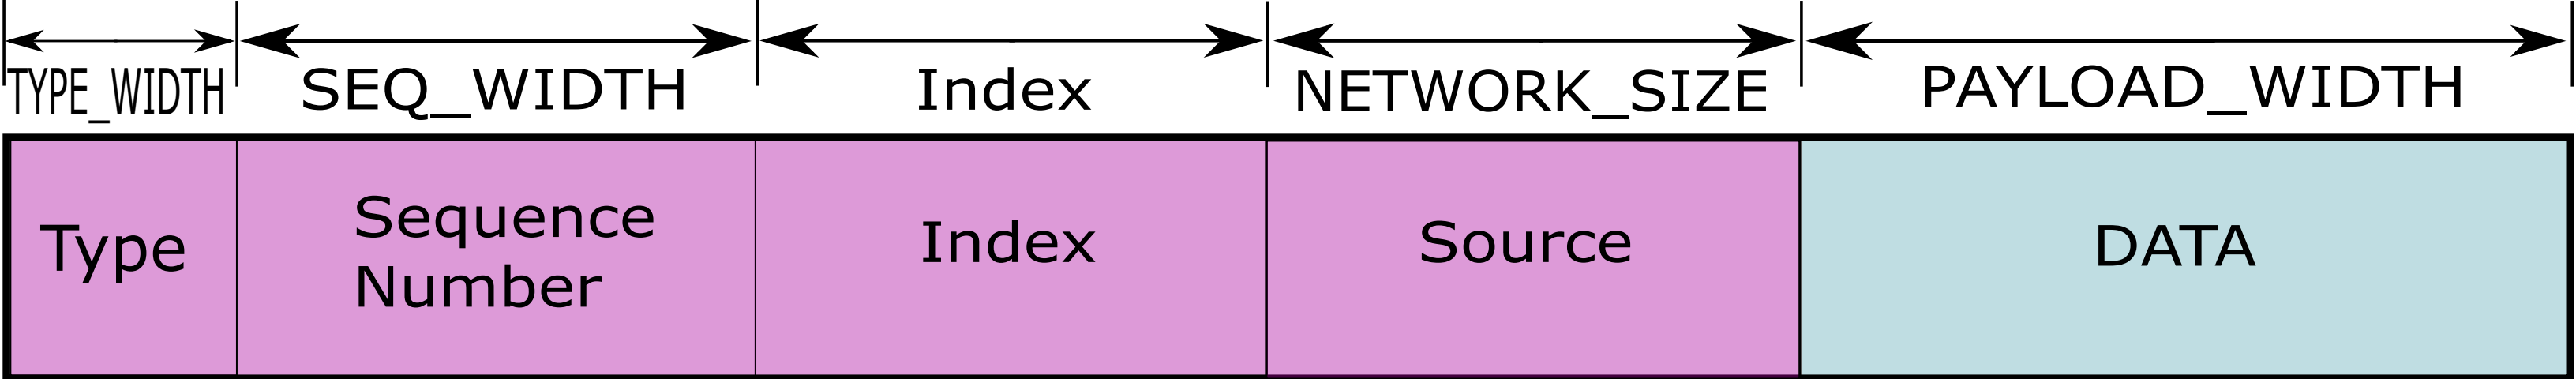 TYPE_WIDTH SEQ_WIDTH Index NETWORK_SIZE PAYLOAD_WIDTH
Type Sequence Index Source DATA
Number